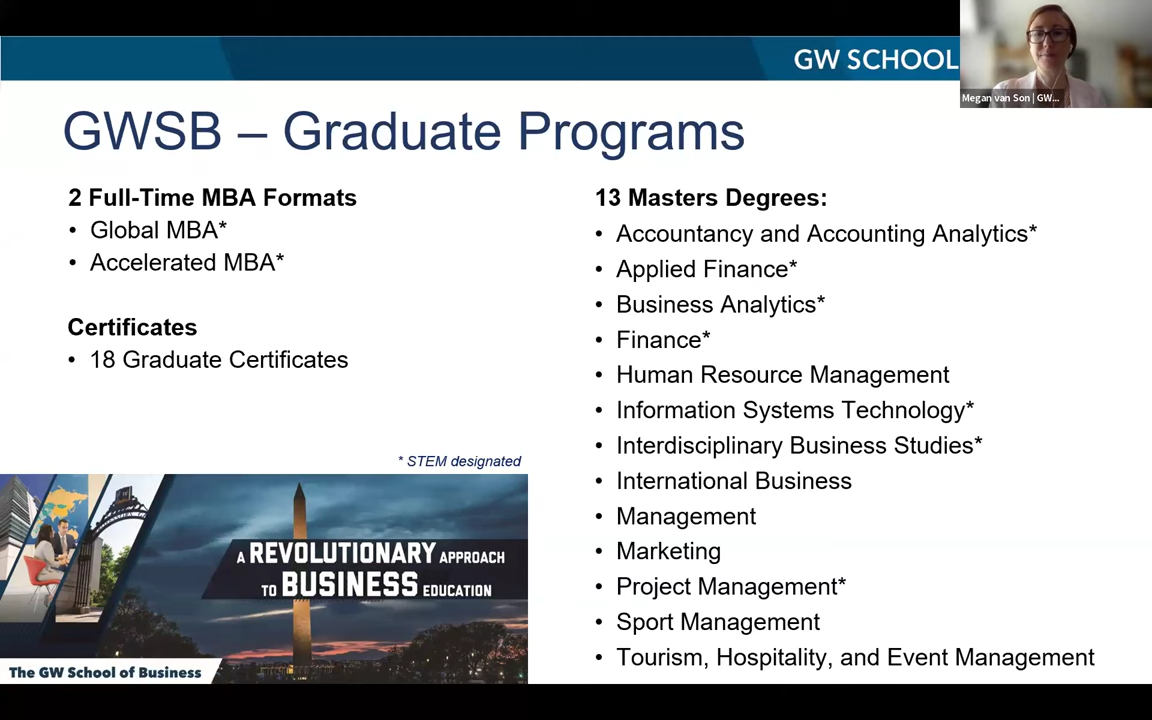 GW SCHOOL
Megan van Son | GW...
GWSB – Graduate Programs
2 Full-Time MBA Formats
• Global MBA*
• Accelerated MBA*
Certificates
• 18 Graduate Certificates
* STEM designated
A REVOLUTIONARY APPROACH
TO BUSINESS EDUCATION
The GW School of Business
13 Masters Degrees:
• Accountancy and Accounting Analytics*
• Applied Finance*
• Business Analytics*
• Finance*
• Human Resource Management
• Information Systems Technology*
• Interdisciplinary Business Studies*
• International Business
• Management
• Marketing
• Project Management*
• Sport Management
• Tourism, Hospitality, and Event Management